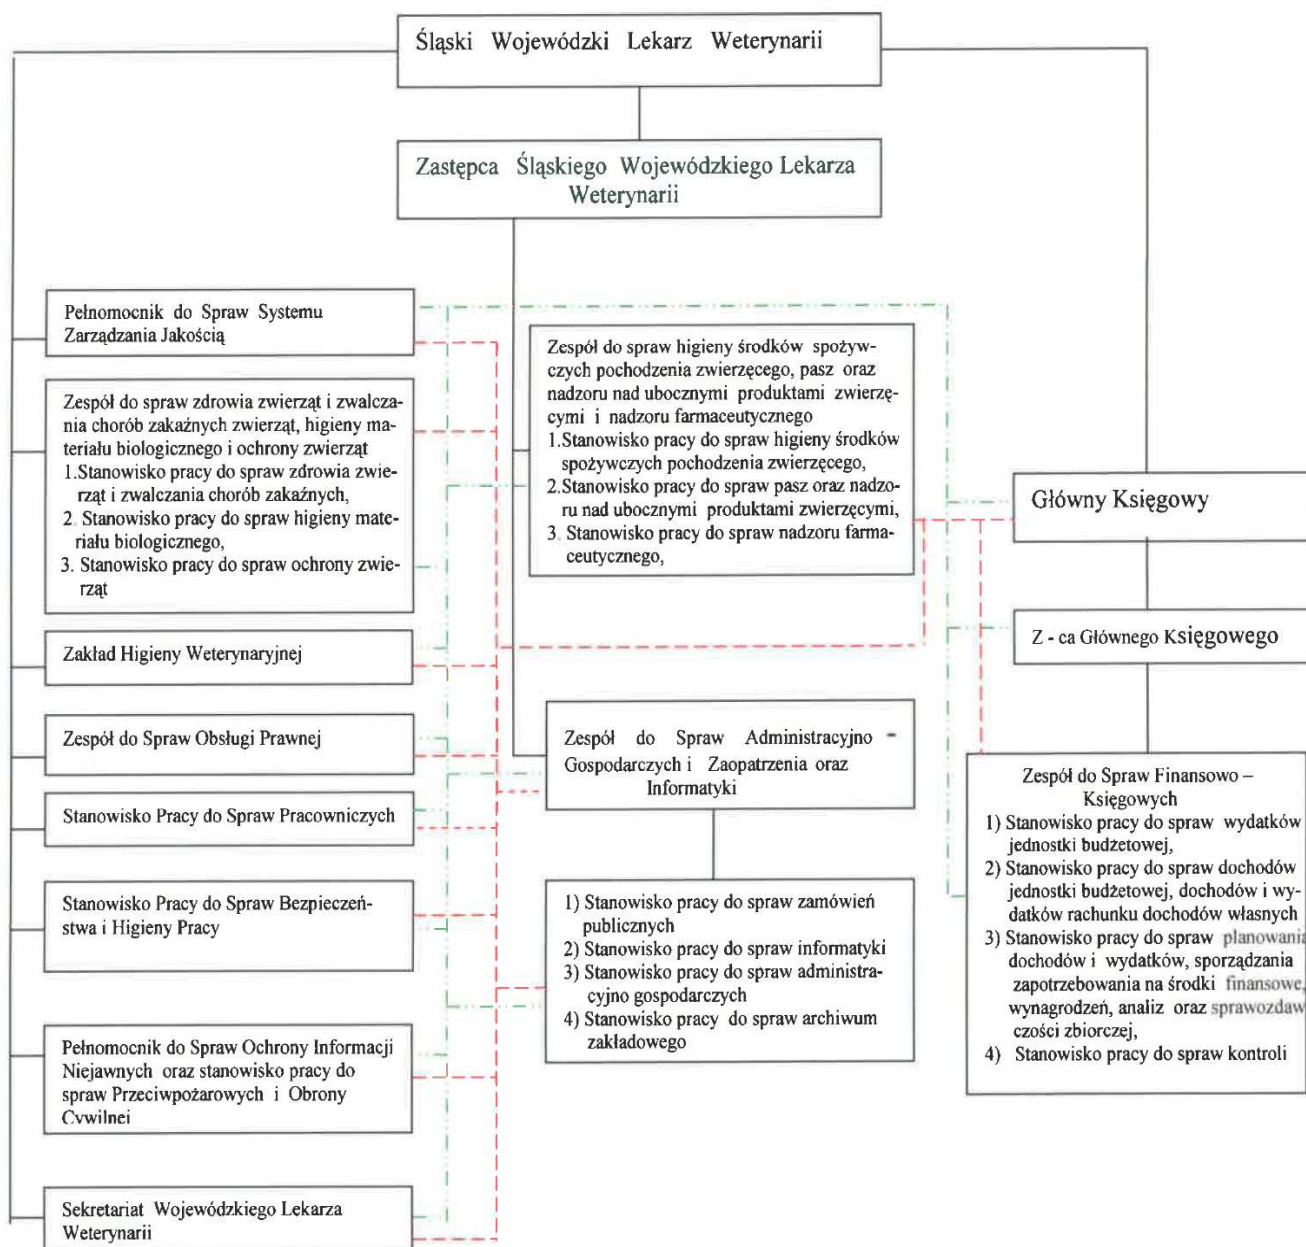 Śląski Wojewódzki Lekarz Weterynarii
Zastępca Śląskiego Wojewódzkiego Lekarza
Weterynarii
Pełnomocnik do Spraw Systemu
Zarządzania Jakością
Zespół do spraw zdrowia zwierząt i zwalcza-
nia chorób zakaźnych zwierząt, higieny ma-
teriału biologicznego i ochrony zwierząt
1.Stanowisko pracy do spraw zdrowia zwie-
rząt i zwalczania chorób zakaźnych,
2. Stanowisko pracy do spraw higieny mate-
riału biologicznego,
3. Stanowisko pracy do spraw ochrony zwie-
rząt
Zakład Higieny Weterynaryjnej
Zespół do Spraw Obsługi Prawnej
Stanowisko Pracy do Spraw Pracowniczych
Stanowisko Pracy do Spraw Bezpieczeń-
stwa i Higieny Pracy
Pełnomocnik do Spraw Ochrony Informacji
Niejawnych oraz stanowisko pracy do
spraw Przeciwpożarowych i Obrony
Cywilnej
Sekretariat Wojewódzkiego Lekarza
Weterynarii
Zespół do spraw higieny środków spożyw-
czych pochodzenia zwierzęcego, pasz oraz
nadzoru nad ubocznymi produktami zwierzę-
cymi i nadzoru farmaceutycznego
1.Stanowisko pracy do spraw higieny środków
spożywczych pochodzenia zwierzęcego,
2.Stanowisko pracy do spraw pasz oraz nadzo-
ru nad ubocznymi produktami zwierzęcymi,
3. Stanowisko pracy do spraw nadzoru farma-
ceutycznego,
Zespół do Spraw Administracyjno –
Gospodarczych i Zaopatrzenia oraz
Informatyki
1) Stanowisko pracy do spraw zamówień
publicznych
2) Stanowisko pracy do spraw informatyki
3) Stanowisko pracy do spraw administra-
cyjno gospodarczych
4) Stanowisko pracy do spraw archiwum
zakładowego
Główny Księgowy
Z - ca Głównego Księgowego
Zespół do Spraw Finansowo –
Księgowych
1) Stanowisko pracy do spraw wydatków
jednostki budżetowej,
2) Stanowisko pracy do spraw dochodów
jednostki budżetowej, dochodów i wy-
datków rachunku dochodów własnych
3) Stanowisko pracy do spraw planowania
dochodów i wydatków, sporządzania
zapotrzebowania na środki finansowe,
wynagrodzeń, analiz oraz sprawozdaw
czości zbiorczej,
4) Stanowisko pracy do spraw kontroli